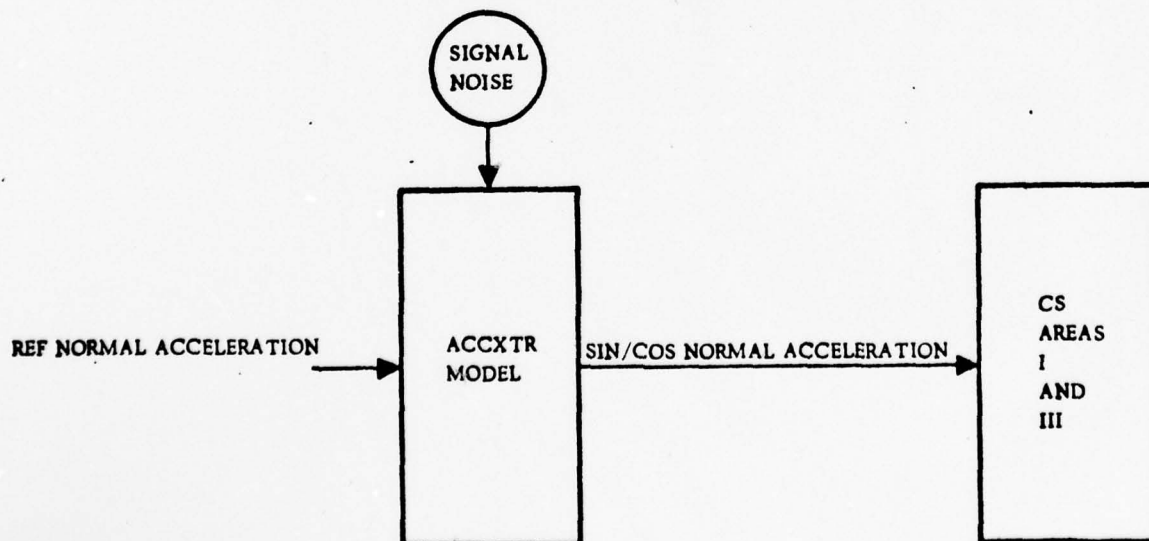 SIGNAL
NOISE
REF NORMAL ACCELERATION
ACCXTR
MODEL
SIN/COS NORMAL ACCELERATION
CS
AREAS
I
AND
III